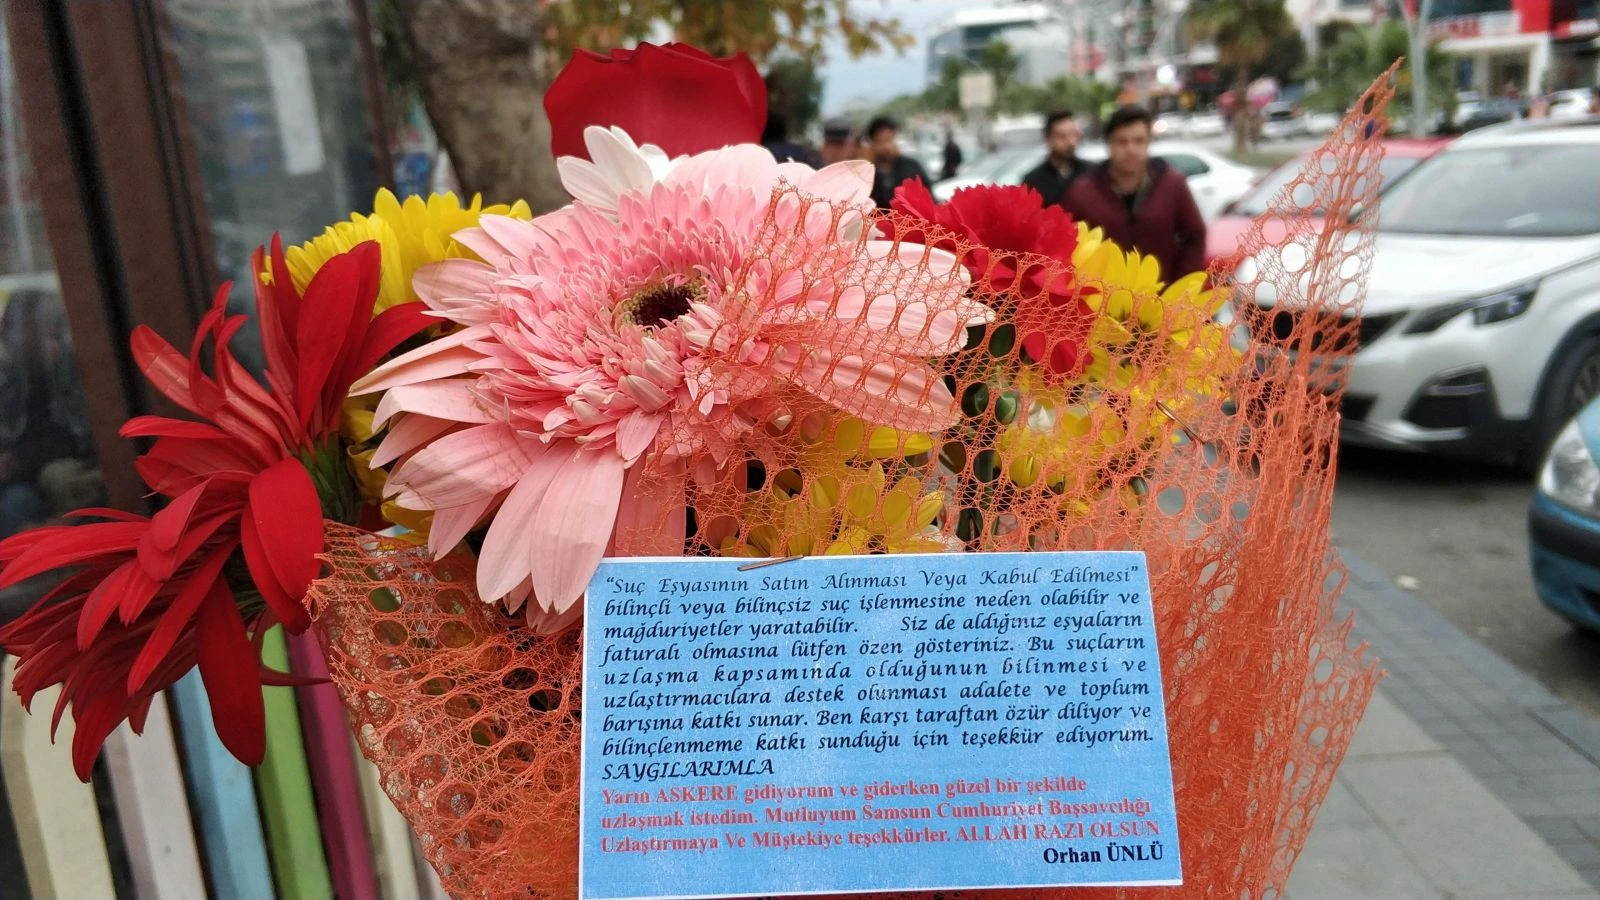 “Suç Eşyasının Satın Alınması Veya Kabul Edilmesi”
bilinçli veya bilinçsiz suç işlenmesine neden olabilir ve
mağduriyetler yaratabilir. Siz de aldığınız eşyaların
faturalı olmasına lütfen özen gösteriniz. Bu suçların
uzlaşma kapsamında olduğunun bilinmesi ve
uzlaştırmacılara destek olunması adalete ve toplum
barışına katkı sunar. Ben karşı taraftan özür diliyor ve
bilinçlenmeme katkı sunduğu için teşekkür ediyorum.
SAYGILARIMLA
Yarın ASKERE gidiyorum ve giderken güzel bir şekilde
uzlaşmak istedim. Mutluyum Samsun Cumhuriyet Başsavcılığı
Uzlaştırmaya Ve Müştekiye teşekkürler. ALLAH RAZI OLSUN
Orhan ÜNLÜ